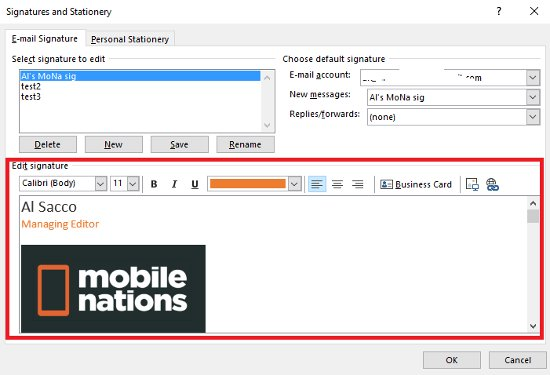 Signatures and Stationery
E-mail Signature Personal Stationery
Select signature to edit
Al's MoNa sig
test2
test3
Delete New Save Rename
Choose default signature
E-mail account: .com
New messages: Al's MoNa sig
Replies/forwards: (none)
Edit signature
Calibri (Body) 11 B I U Business Card
Al Sacco
Managing Editor
mobile
nations
OK Cancel